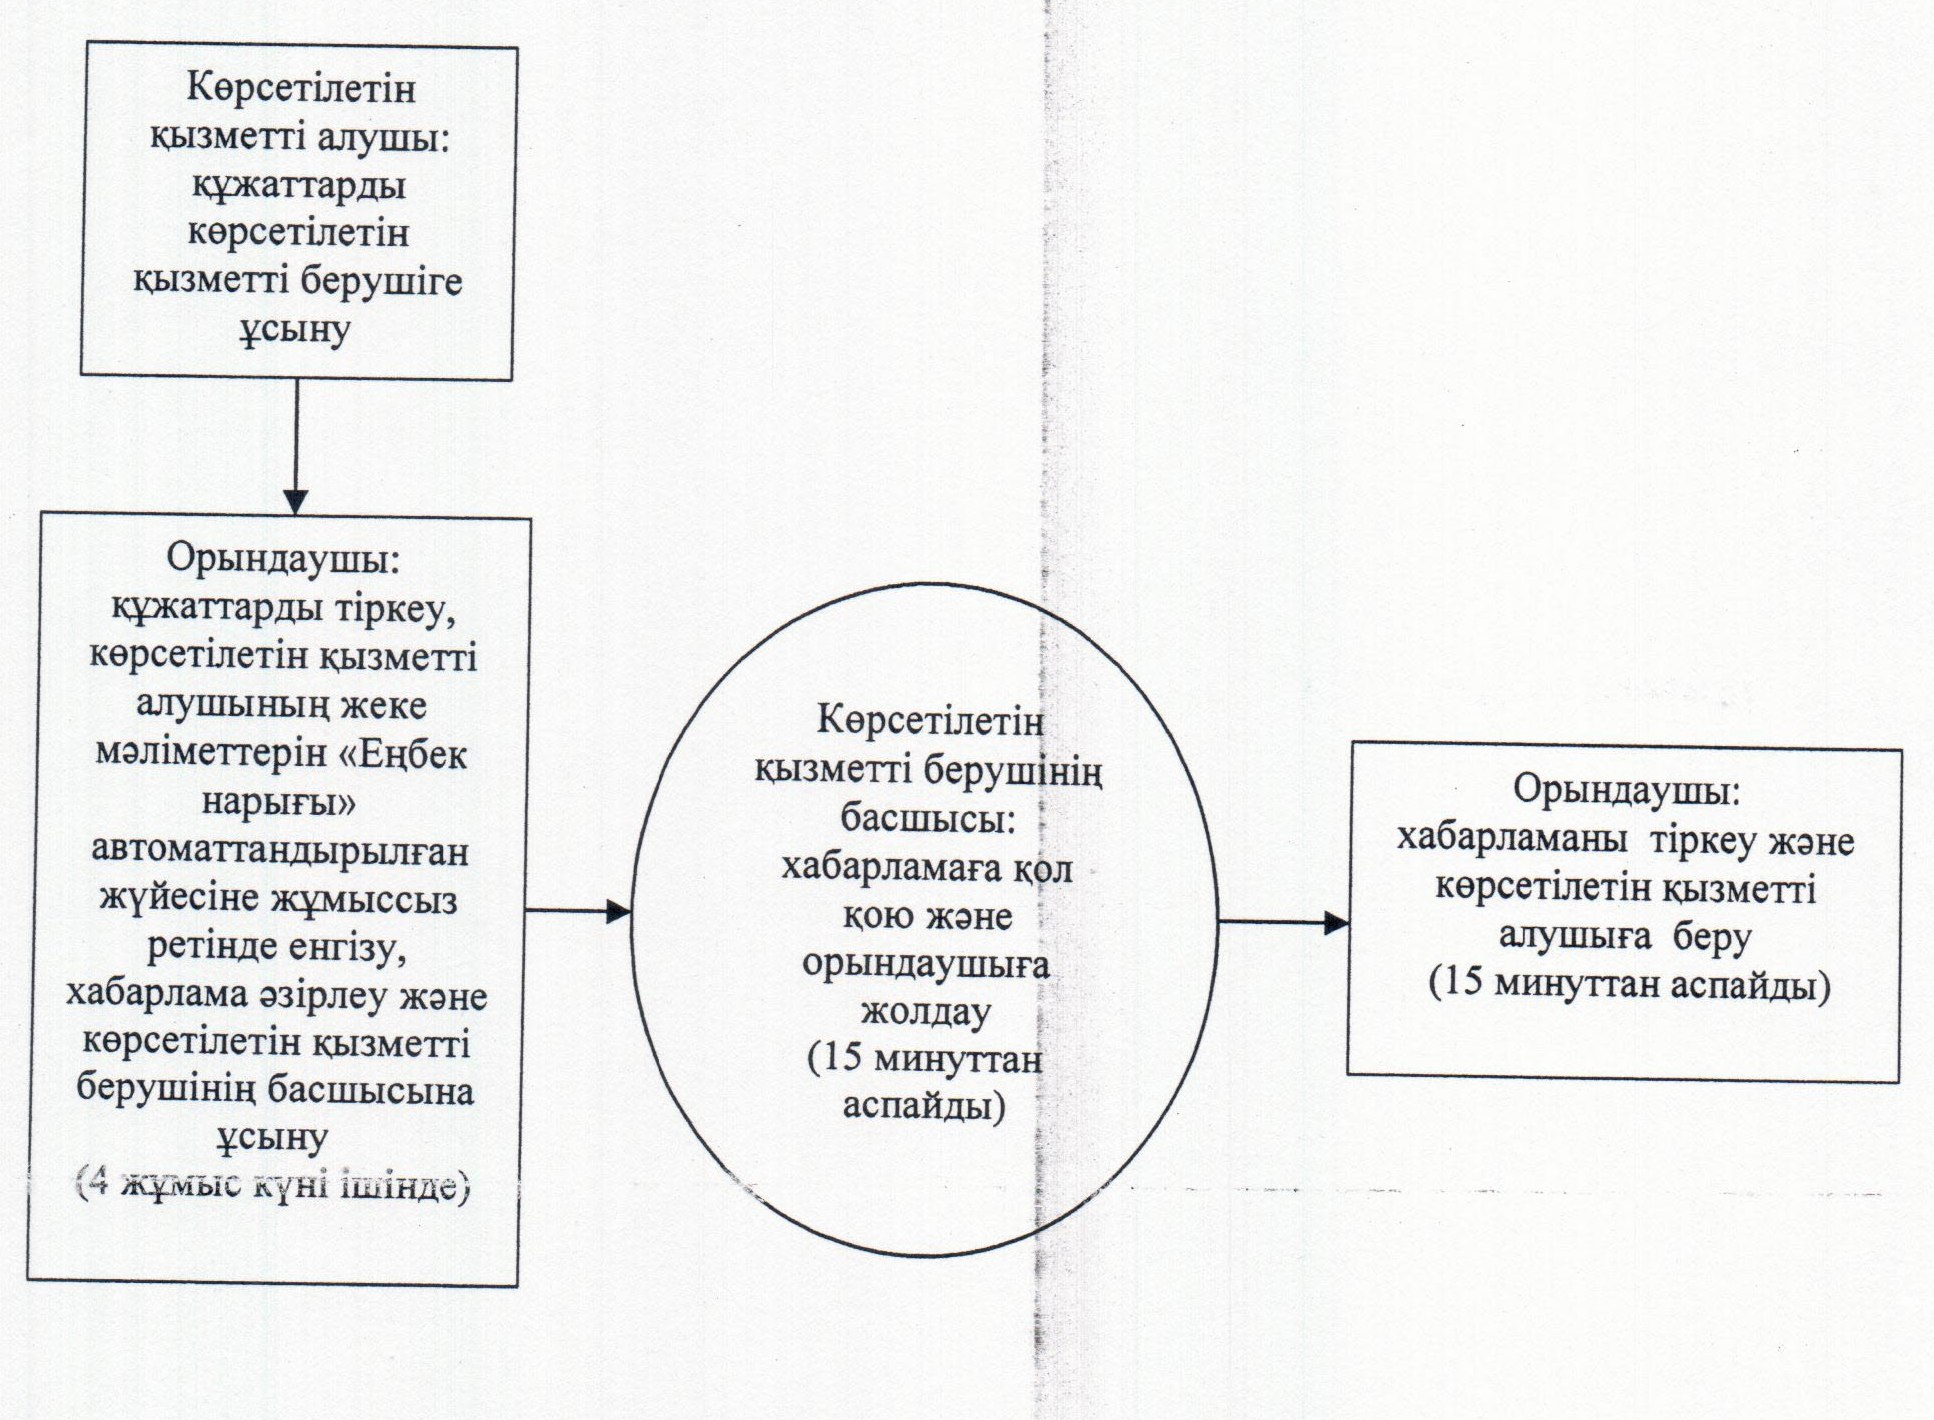 Көрсетілетін
қызметті алушы:
құжаттарды
көрсетілетін
қызметті берушіге
ұсыну
Орындаушы:
құжаттарды тіркеу,
көрсетілетін қызметті
алушының жеке
мәліметтерін «Еңбек
нарығы»
автоматтандырылған
жүйесіне жұмыссыз
ретінде енгізу,
хабарлама әзірлеу және
көрсетілетін қызметті
берушінің басшысына
ұсыну
(4 жұмыс күні ішінде)
Көрсетілетін
қызметті берушінің
басшысы:
хабарламаға қол
қою және
орындаушыға
жолдау
(15 минуттан
аспайды)
Орындаушы:
хабарламаны  тіркеу және
көрсетілетін қызметті
алушыға  беру
(15 минуттан аспайды)